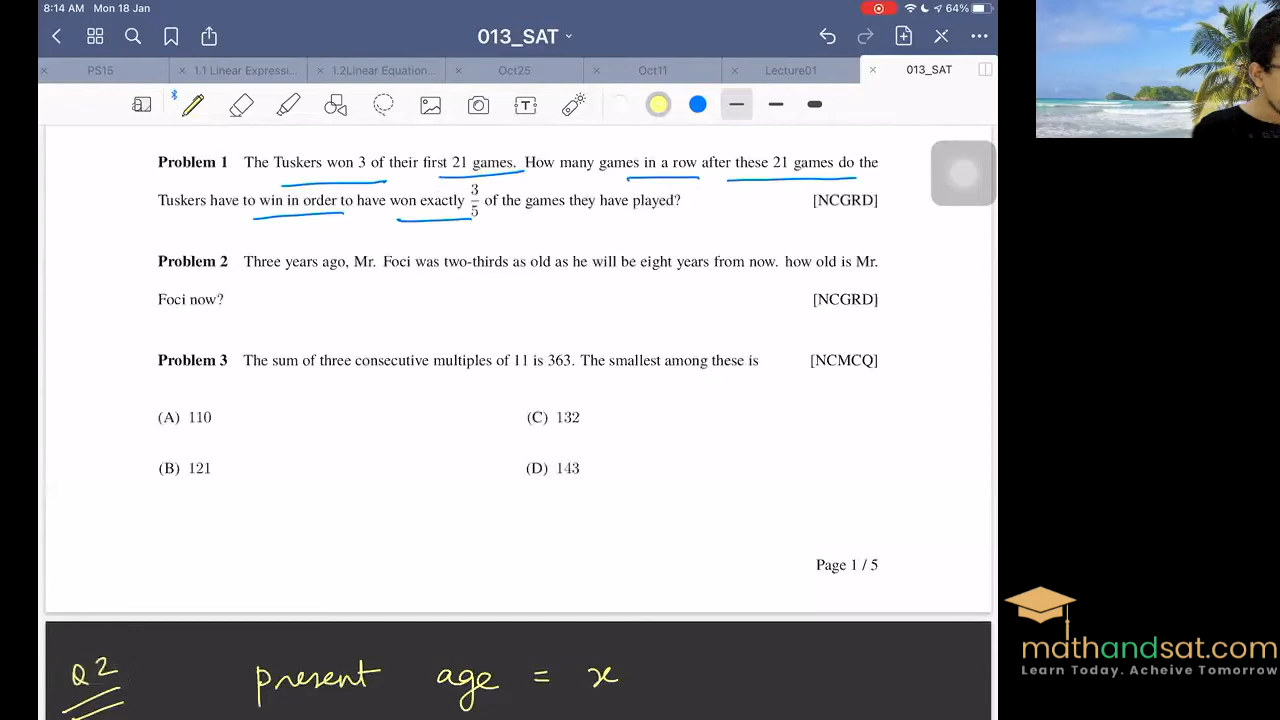 8:14 AM Mon 18 Jan
64%
013_SAT
PS15
1.1 Linear Expressi...
1.2Linear Equation...
Oct25
Oct11
Lecture01
013_SAT
Problem 1 The Tuskers won 3 of their first 21 games. How many games in a row after these 21 games do the
Tuskers have to win in order to have won exactly 3/5 of the games they have played? [NCGRD]
Problem 2 Three years ago, Mr. Foci was two-thirds as old as he will be eight years from now. how old is Mr.
Foci now? [NCGRD]
Problem 3 The sum of three consecutive multiples of 11 is 363. The smallest among these is [NCMCQ]
(A) 110 (C) 132
(B) 121 (D) 143
Page 1 / 5
Q2 present age = x
mathandsat.com
Learn Today. Acheive Tomorrow